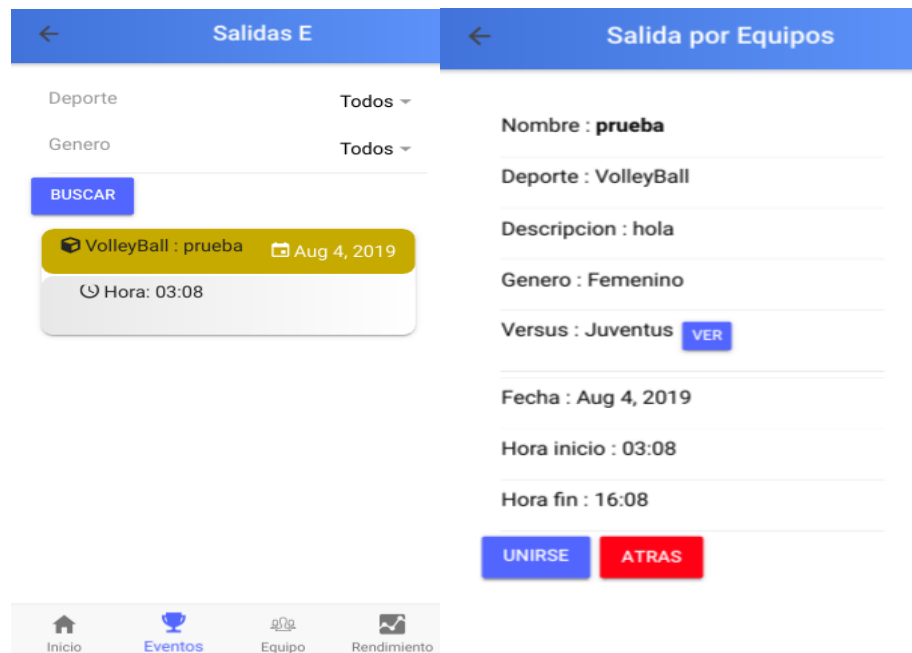 Salidas E
Deporte Todos
Genero Todos
BUSCAR
VolleyBall : prueba Aug 4, 2019
Hora: 03:08
Inicio Eventos Equipo Rendimiento
Salida por Equipos
Nombre : prueba
Deporte : VolleyBall
Descripcion : hola
Genero : Femenino
Versus : Juventus VER
Fecha : Aug 4, 2019
Hora inicio : 03:08
Hora fin : 16:08
UNIRSE ATRAS